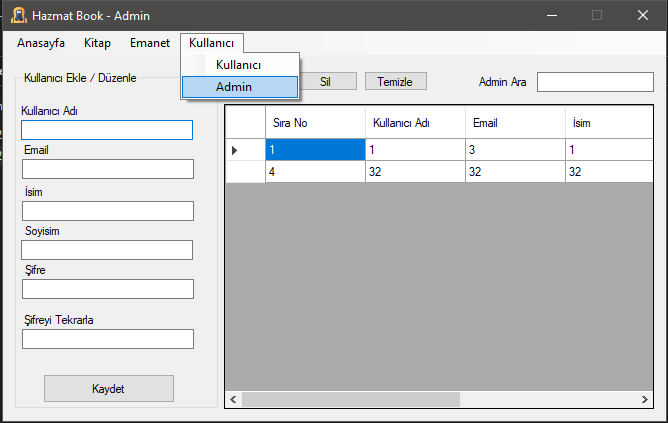 Hazmat Book - Admin
Anasayfa Kitap Emanet Kullanıcı
Kullanıcı
Admin
Kullanıcı Ekle / Düzenle
Sil Temizle Admin Ara
Kullanıcı Adı
Email
İsim
Soyisim
Şifre
Şifreyi Tekrarla
Kaydet
Sıra No Kullanıcı Adı Email İsim
1 1 3 1
4 32 32 32